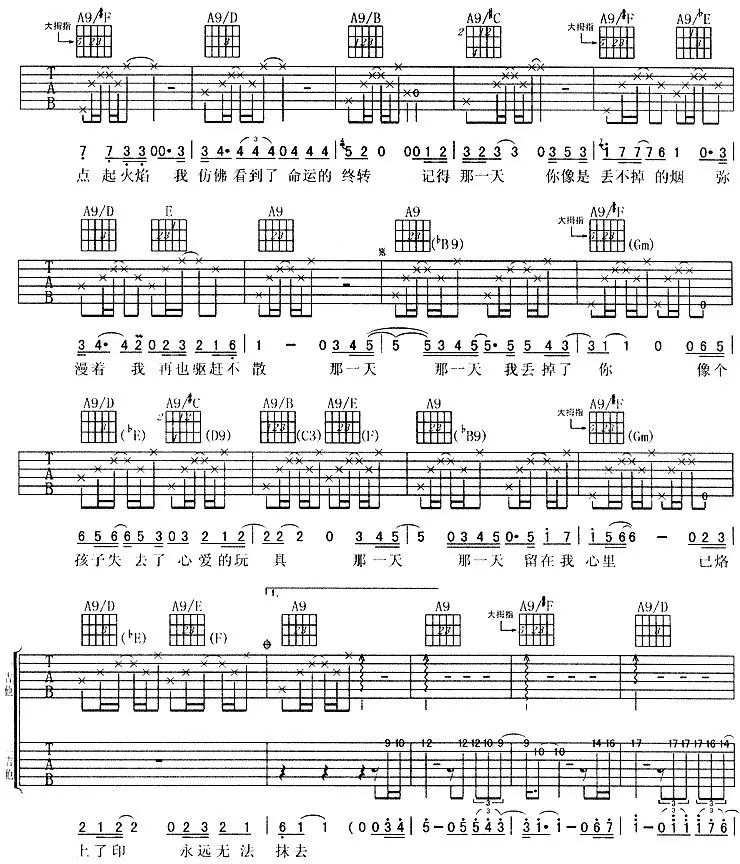 A9/#F A9/D A9/B A9/#C A9/#F A9/♭E
大拇指 大拇指
T A B
7 7 3 3 0 0· 3 3 4· 4 4 4 0 4 4 4 5 2 0 0 0 0 1 2 3 2 3 3 0 3 5 3 1 7 7 7 6 1 0· 3
点 起火焰 我 仿佛 看到了 命运的 终转 记得 那一天 你像是 丢不掉 的烟 弥
A9/D E A9 A9 (♭B9) A9/#F (Gm)
大拇指
T A B
3 4· 4 2 0 2 3 2 1 6 1 - 0 3 4 5 5 5 3 4 5 5· 5 5 4 3 3 1 1 0 0 6 5
漫着 我 再也驱赶不 散 那一天 那一天 我丢掉了 你 像个
A9/D (♭E) A9/#C (D9) A9/B (C3) A9/E (F) A9 (♭B9) A9/#F (Gm)
大拇指
T A B
6 5 6 6 5 3 0 3 2 1 2 2 2 2 0 3 4 5 5 0 3 4 5 0· 5 1 7 1 5 6 6 - 0 2 3
孩子失 去了 心爱的玩 具 那一天 那一天 留在我 心里 已烙
1.
A9/D (♭E) A9/E (F) A9 A9 A9/#F A9/D
大拇指
吉他 T A B
吉他 T A B
9 10 12 12 12 10 9 9 10 10 14 16 17 17 17 17 16 14
2 1 2 2 0 2 3 2 1 6 1 1 (0 0 3 4 5 - 0 5 5 4 3 3 1· 1 - 0 6 7 1 - 0 1 1 1 7 6
上了印 永远无法 抹去